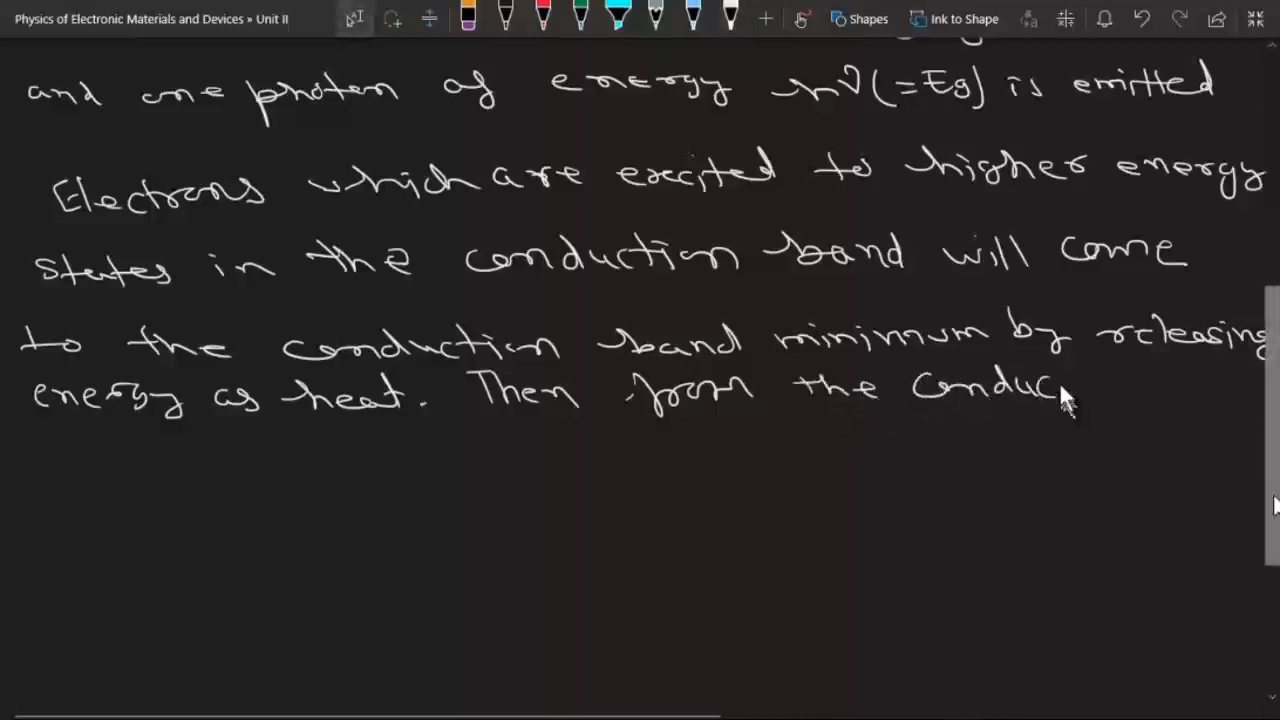 Physics of Electronic Materials and Devices » Unit II
Shapes
Ink to Shape
and one photon of energy hν(=Eg) is emitted
Electrons which are excited to higher energy
states in the conduction band will come
to the conduction band minimum by releasing
energy as heat. Then from the conduc